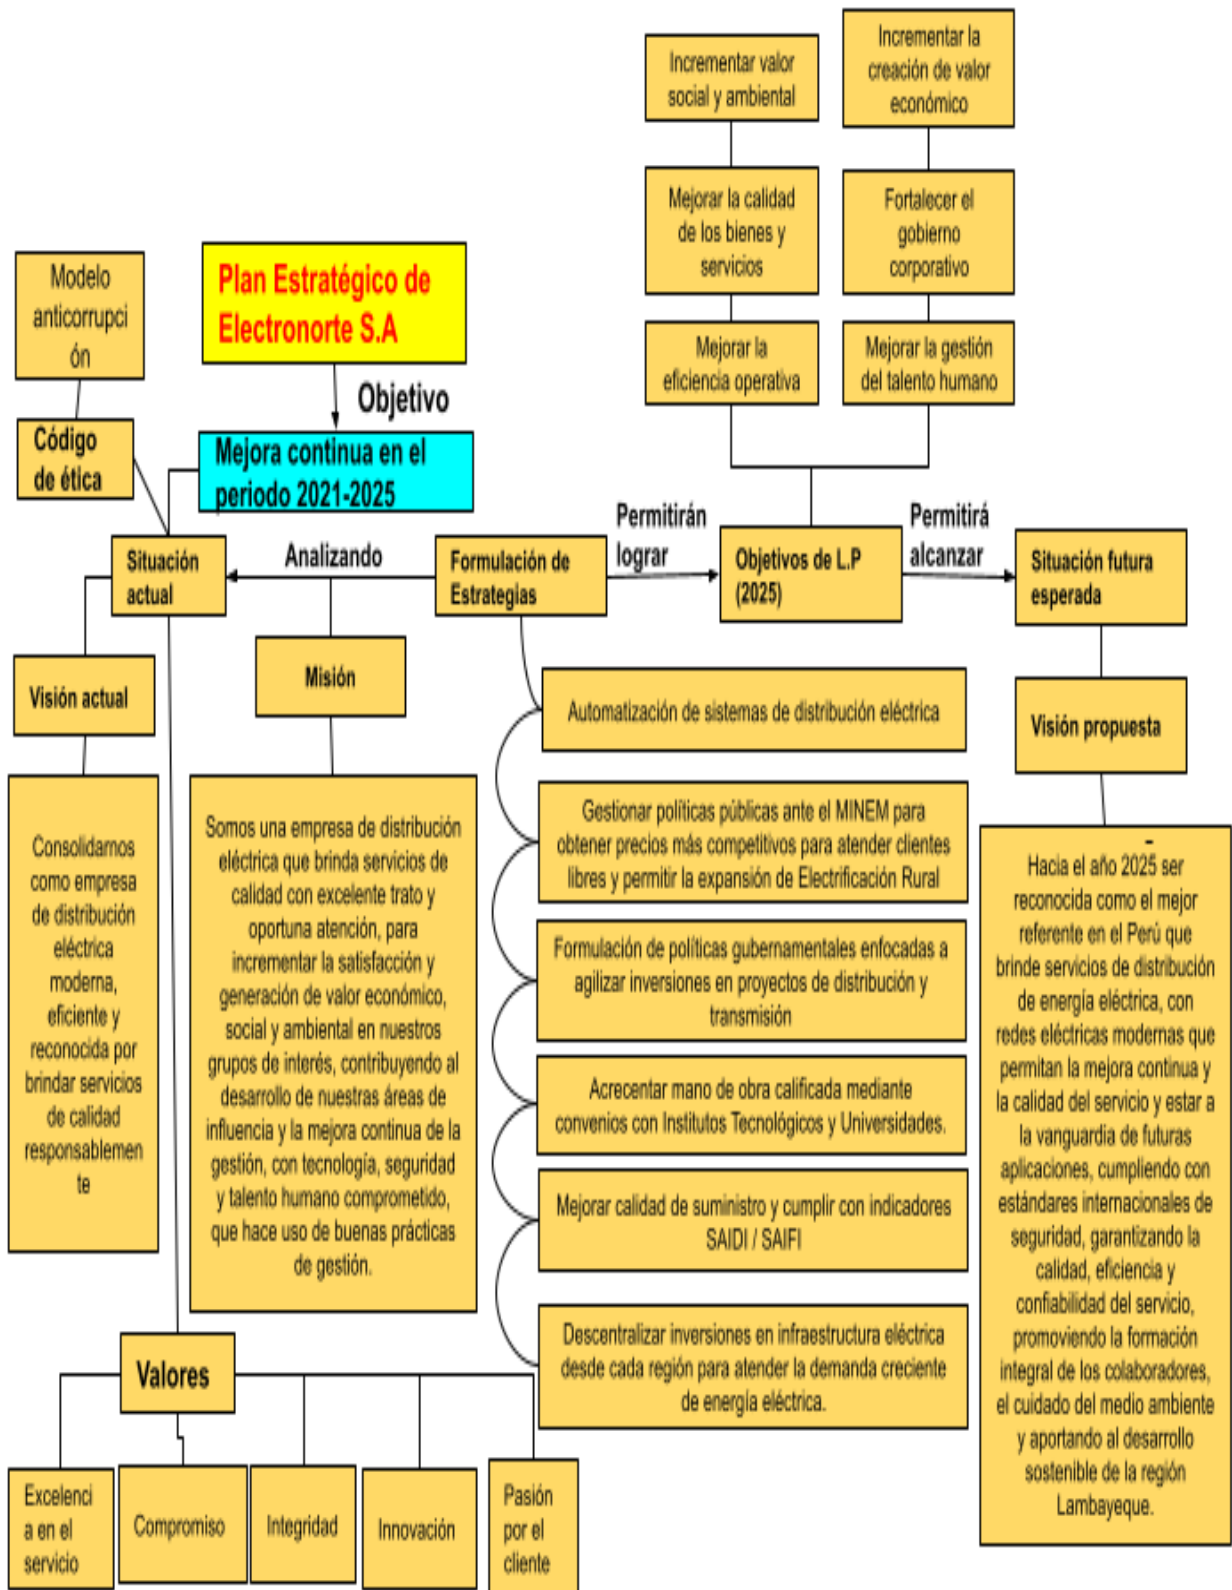 Incrementar valor
social y ambiental
Incrementar la
creación de valor
económico
Mejorar la calidad
de los bienes y
servicios
Fortalecer el
gobierno
corporativo
Mejorar la
eficiencia operativa
Mejorar la gestión
del talento humano
Modelo
anticorrupci
ón
Plan Estratégico de
Electronorte S.A
Objetivo
Código
de ética
Mejora continua en el
periodo 2021-2025
Situación
actual
Analizando
Formulación de
Estrategias
Permitirán
lograr
Objetivos de L.P
(2025)
Permitirá
alcanzar
Situación futura
esperada
Visión actual
Misión
Visión propuesta
Consolidarnos
como empresa
de distribución
eléctrica
moderna,
eficiente y
reconocida por
brindar servicios
de calidad
responsablemen
te
Somos una empresa de distribución
eléctrica que brinda servicios de
calidad con excelente trato y
oportuna atención, para
incrementar la satisfacción y
generación de valor económico,
social y ambiental en nuestros
grupos de interés, contribuyendo al
desarrollo de nuestras áreas de
influencia y la mejora continua de la
gestión, con tecnología, seguridad
y talento humano comprometido,
que hace uso de buenas prácticas
de gestión.
Automatización de sistemas de distribución eléctrica
Gestionar políticas públicas ante el MINEM para
obtener precios más competitivos para atender clientes
libres y permitir la expansión de Electrificación Rural
Formulación de políticas gubernamentales enfocadas a
agilizar inversiones en proyectos de distribución y
transmisión
Acrecentar mano de obra calificada mediante
convenios con Institutos Tecnológicos y Universidades.
Mejorar calidad de suministro y cumplir con indicadores
SAIDI / SAIFI
Descentralizar inversiones en infraestructura eléctrica
desde cada región para atender la demanda creciente
de energía eléctrica.
Hacia el año 2025 ser
reconocida como el mejor
referente en el Perú que
brinde servicios de distribución
de energía eléctrica, con
redes eléctricas modernas que
permitan la mejora continua y
la calidad del servicio y estar a
la vanguardia de futuras
aplicaciones, cumpliendo con
estándares internacionales de
seguridad, garantizando la
calidad, eficiencia y
confiabilidad del servicio,
promoviendo la formación
integral de los colaboradores,
el cuidado del medio ambiente
y aportando al desarrollo
sostenible de la región
Lambayeque.
Valores
Excelenci
a en el
servicio
Compromiso
Integridad
Innovación
Pasión
por el
cliente